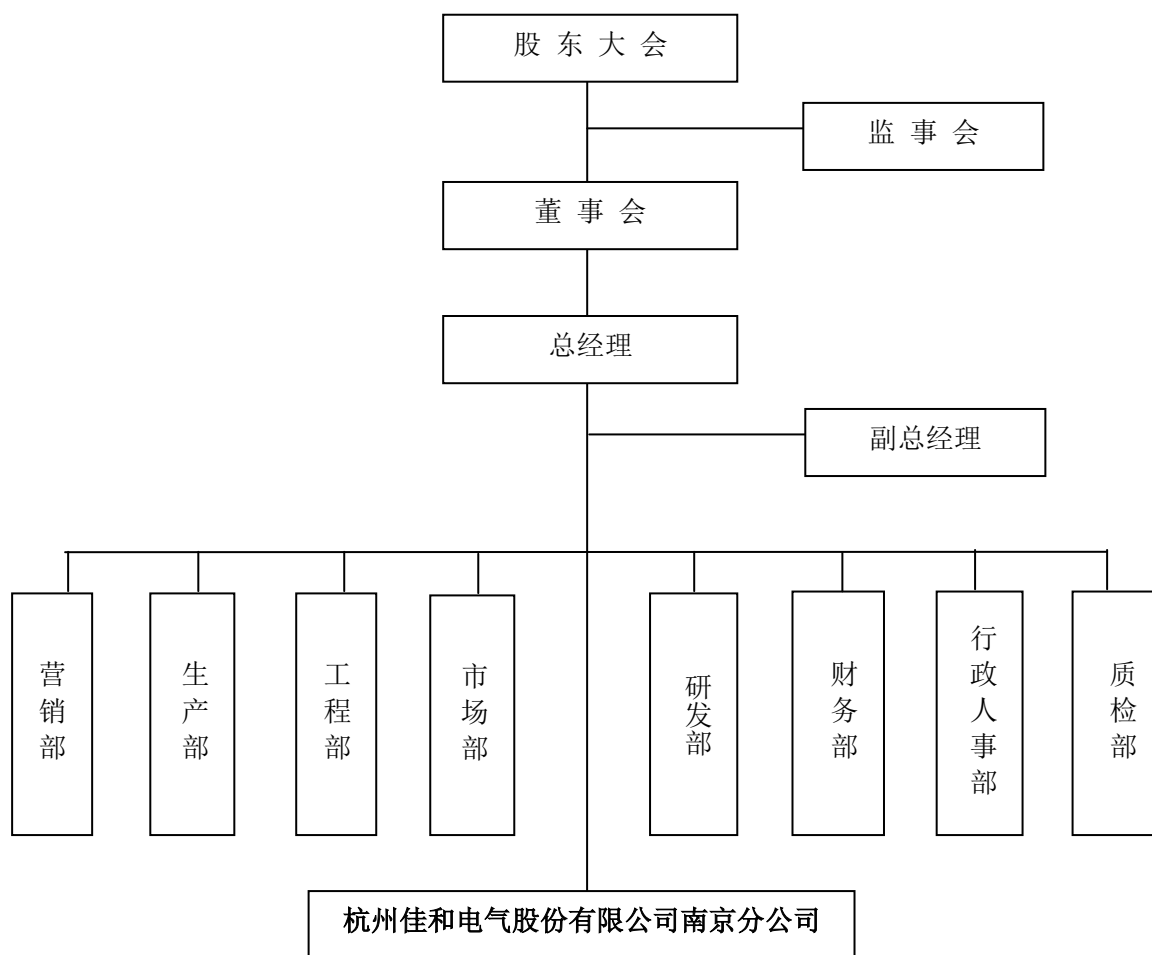 股 东 大 会
监 事 会
董 事 会
总经理
副总经理
营销部
生产部
工程部
市场部
研发部
财务部
行政人事部
质检部
杭州佳和电气股份有限公司南京分公司